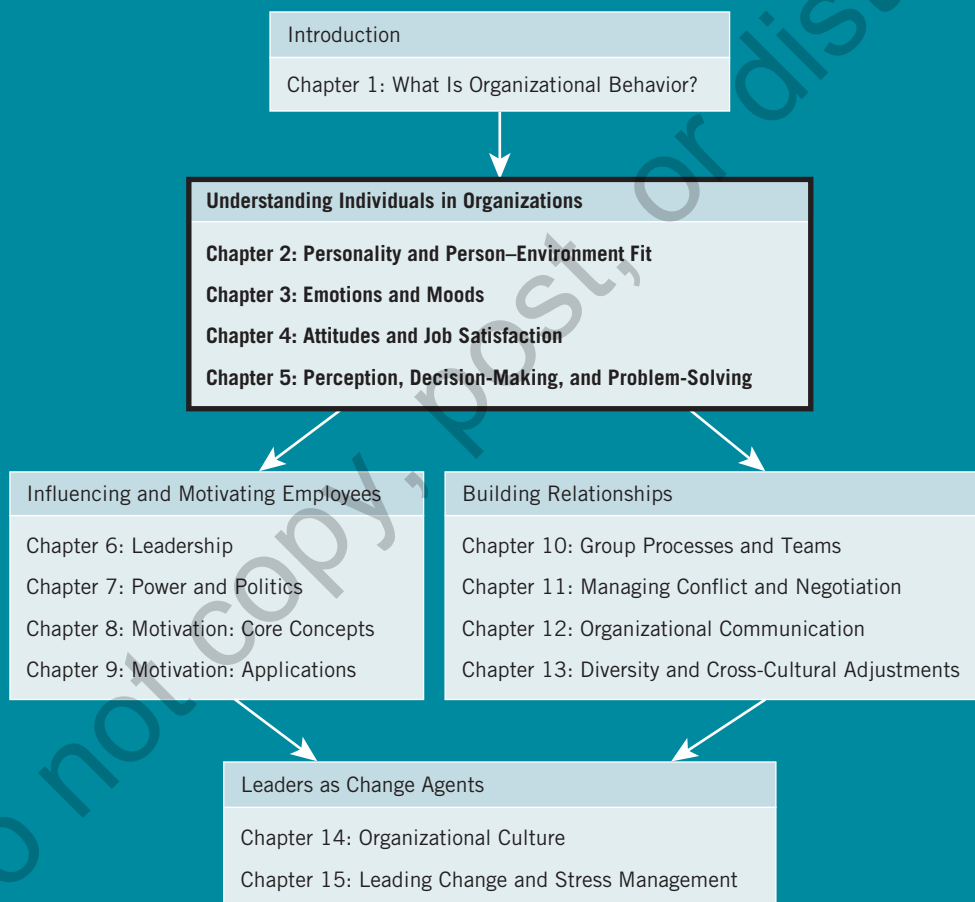 Introduction
Chapter 1: What Is Organizational Behavior?
Understanding Individuals in Organizations
Chapter 2: Personality and Person–Environment Fit
Chapter 3: Emotions and Moods
Chapter 4: Attitudes and Job Satisfaction
Chapter 5: Perception, Decision-Making, and Problem-Solving
Influencing and Motivating Employees
Chapter 6: Leadership
Chapter 7: Power and Politics
Chapter 8: Motivation: Core Concepts
Chapter 9: Motivation: Applications
Building Relationships
Chapter 10: Group Processes and Teams
Chapter 11: Managing Conflict and Negotiation
Chapter 12: Organizational Communication
Chapter 13: Diversity and Cross-Cultural Adjustments
Leaders as Change Agents
Chapter 14: Organizational Culture
Chapter 15: Leading Change and Stress Management
not copy, post, or